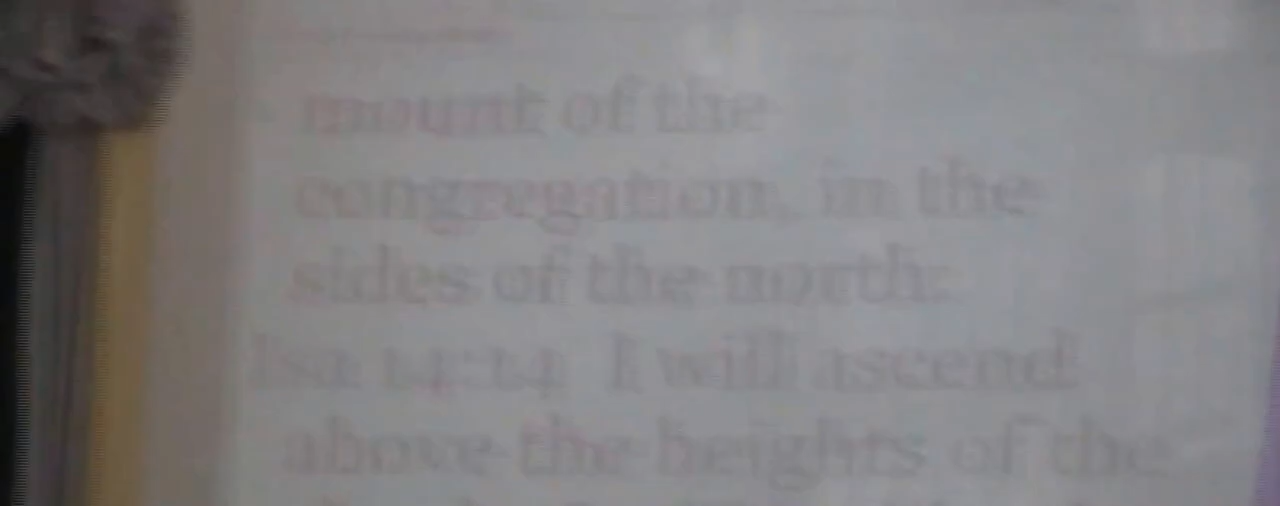 mount of the
congregation, in the
sides of the north:
Isa 14:14 I will ascend
above the heights of the